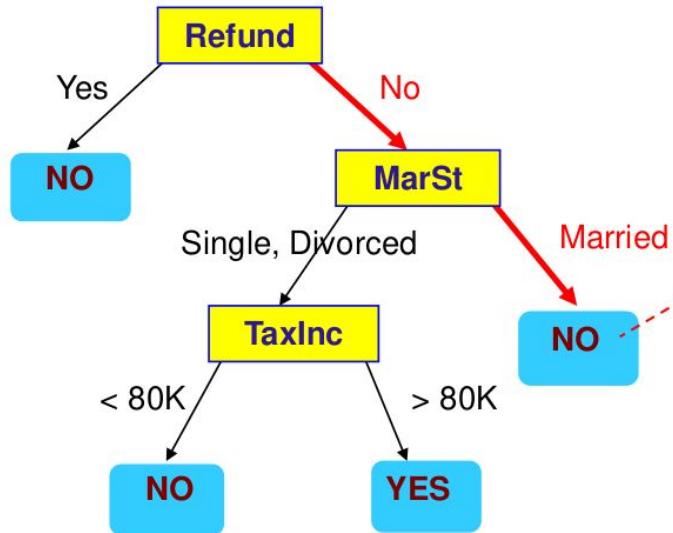 Refund
Yes
No
NO
MarSt
Single, Divorced
Married
TaxInc
NO
< 80K
> 80K
NO
YES